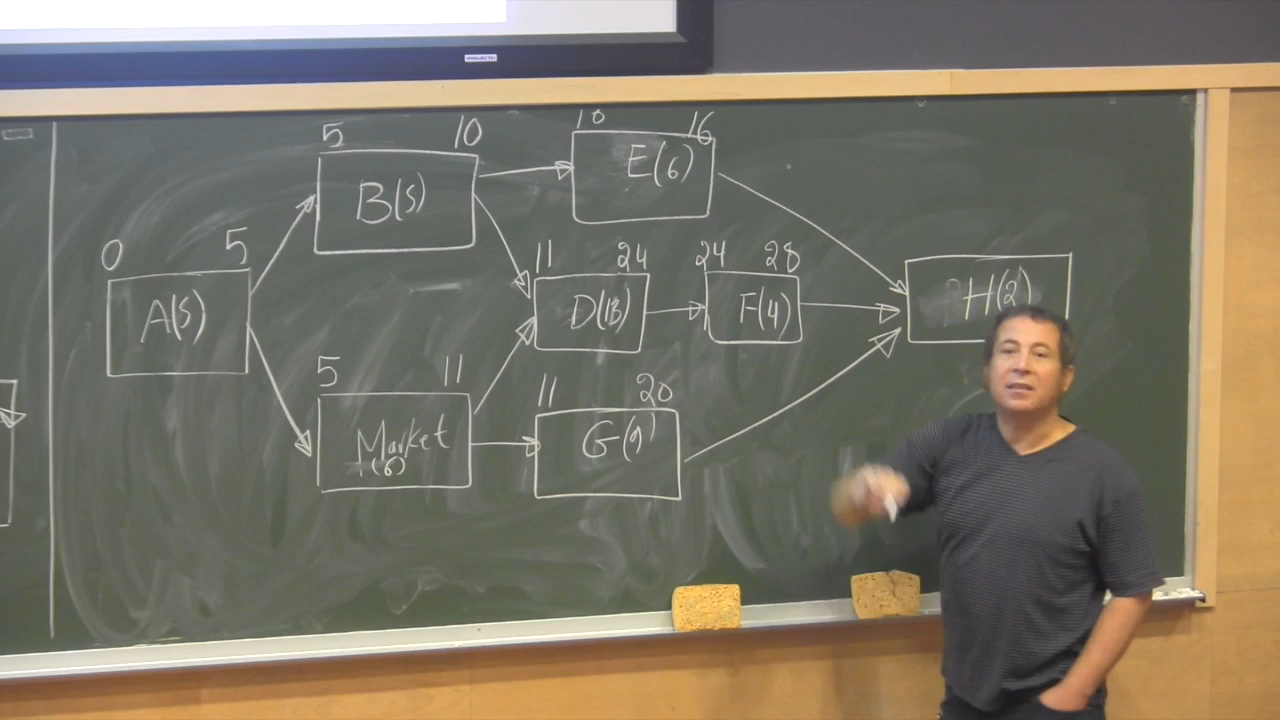 0 5
A(5)
5 10
B(5)
5 11
Market
(6)
10 16
E(6)
11 24
D(13)
24 28
F(4)
11 20
G(9)
H(2)